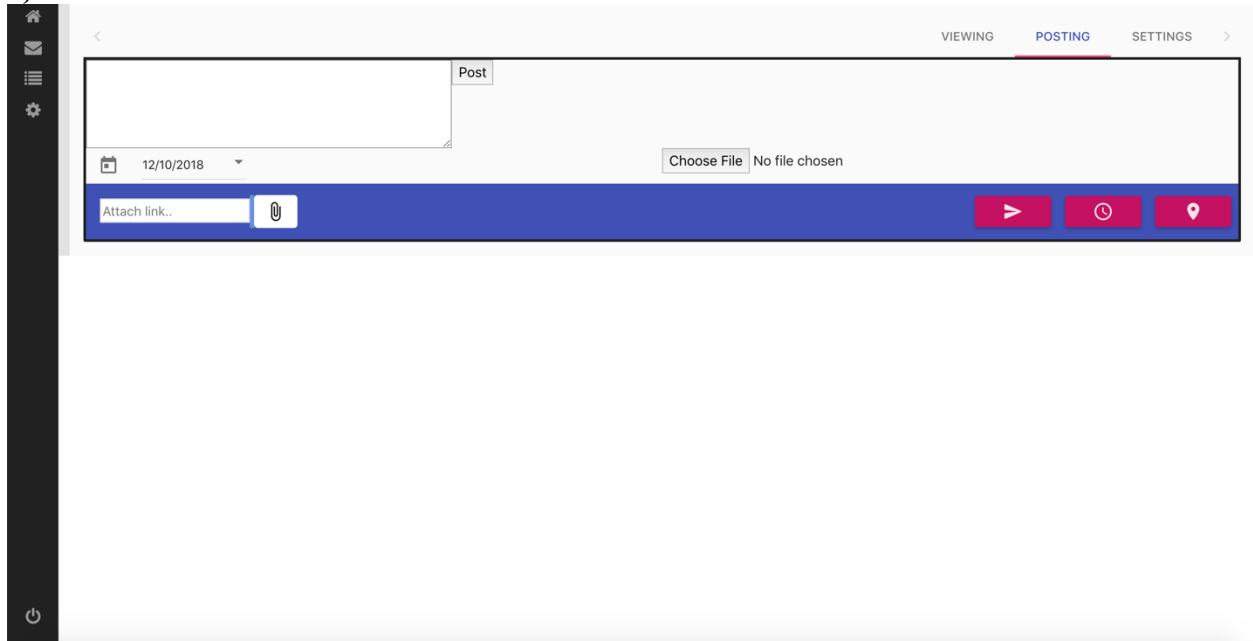 VIEWING POSTING SETTINGS
Post
12/10/2018
Choose File No file chosen
Attach link..